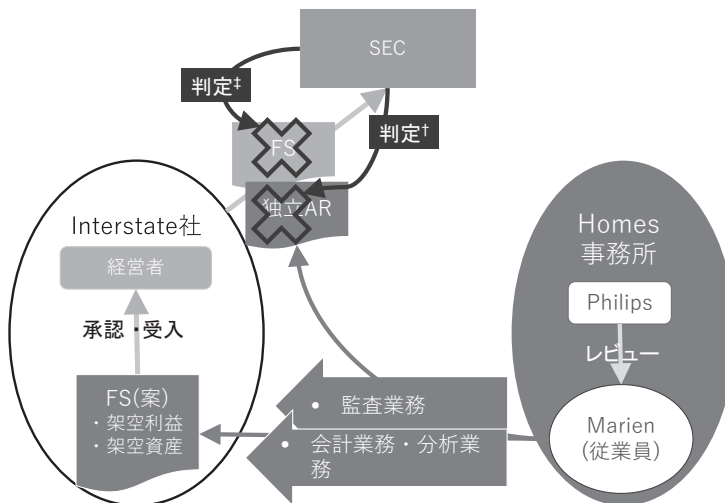 SEC
判定‡
判定†
FS
独立AR
Interstate社
経営者
承認・受入
FS(案)
・架空利益
・架空資産
• 監査業務
• 会計業務・分析業
務
Homes
事務所
Philips
レビュー
Marien
(従業員)